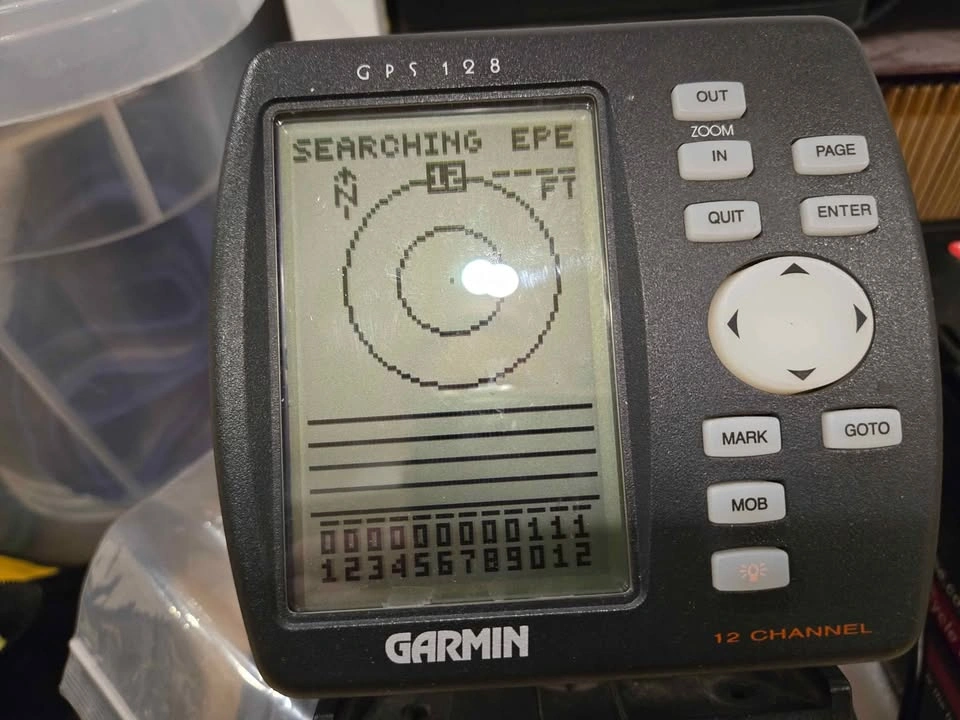 GPS 128
SEARCHING EPE
N
12
----- FT
000000000111
123456789012
GARMIN
OUT
ZOOM
IN
PAGE
QUIT
ENTER
MARK
GOTO
MOB
12 CHANNEL